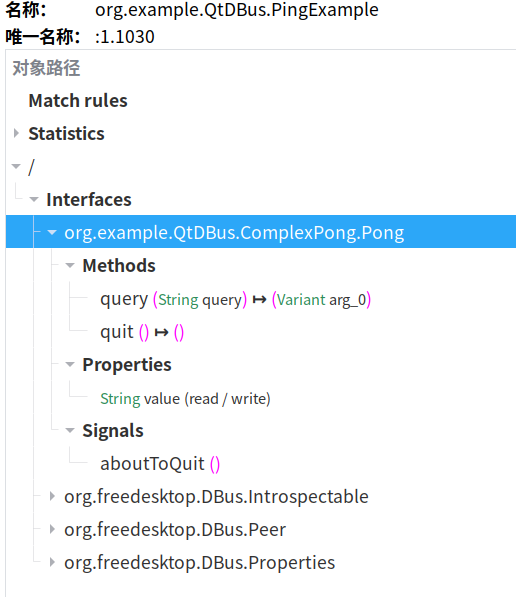 名称: org.example.QtDBus.PingExample
唯一名称: :1.1030
对象路径
Match rules
Statistics
/
Interfaces
org.example.QtDBus.ComplexPong.Pong
Methods
query (String query) ↦ (Variant arg_0)
quit () ↦ ()
Properties
String value (read / write)
Signals
aboutToQuit ()
org.freedesktop.DBus.Introspectable
org.freedesktop.DBus.Peer
org.freedesktop.DBus.Properties